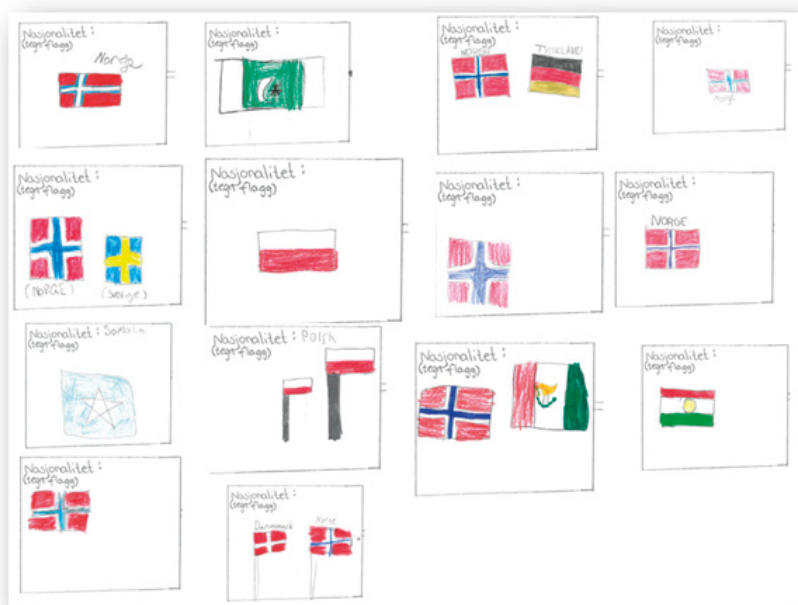 Nasjonalitet:
(tegn flagg)
Norge
Nasjonalitet:
(tegn flagg)
Nasjonalitet:
(tegn flagg)
NORGE
TYSKLAND
Nasjonalitet:
(tegn flagg)
Norge
Nasjonalitet:
(tegn flagg)
(NORGE)
(Sverige)
Nasjonalitet:
(tegn flagg)
Nasjonalitet:
(tegn flagg)
Nasjonalitet:
(tegn flagg)
NORGE
Nasjonalitet: Somalia
(tegn flagg)
Nasjonalitet: Polsk
(tegn flagg)
Nasjonalitet:
(tegn flagg)
Nasjonalitet:
(tegn flagg)
Nasjonalitet:
(tegn flagg)
Nasjonalitet:
(tegn flagg)
Danmark
Norge